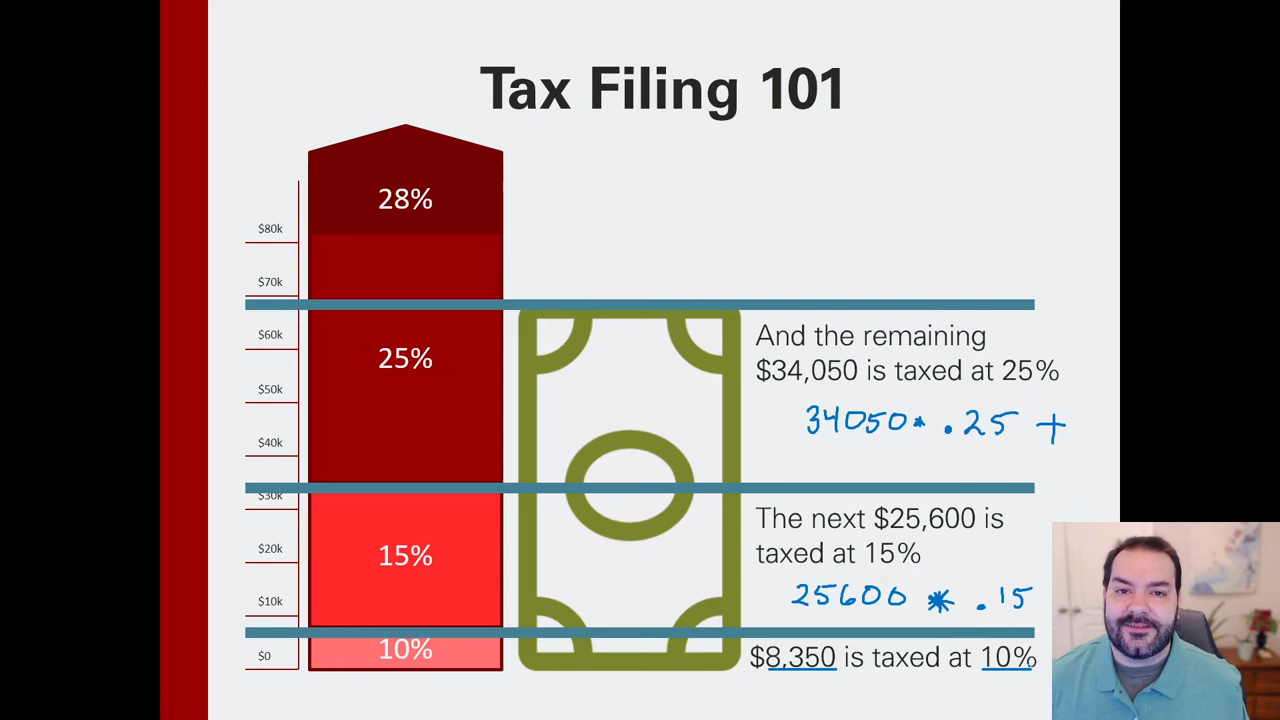 Tax Filing 101
28%
$80k
$70k
And the remaining
$60k
25%
$34,050 is taxed at 25%
$50k
34050* .25 +
$40k
$30k
The next $25,600 is
$20k
15%
taxed at 15%
$10k
25600 * .15
10%
$0
$8,350 is taxed at 10%